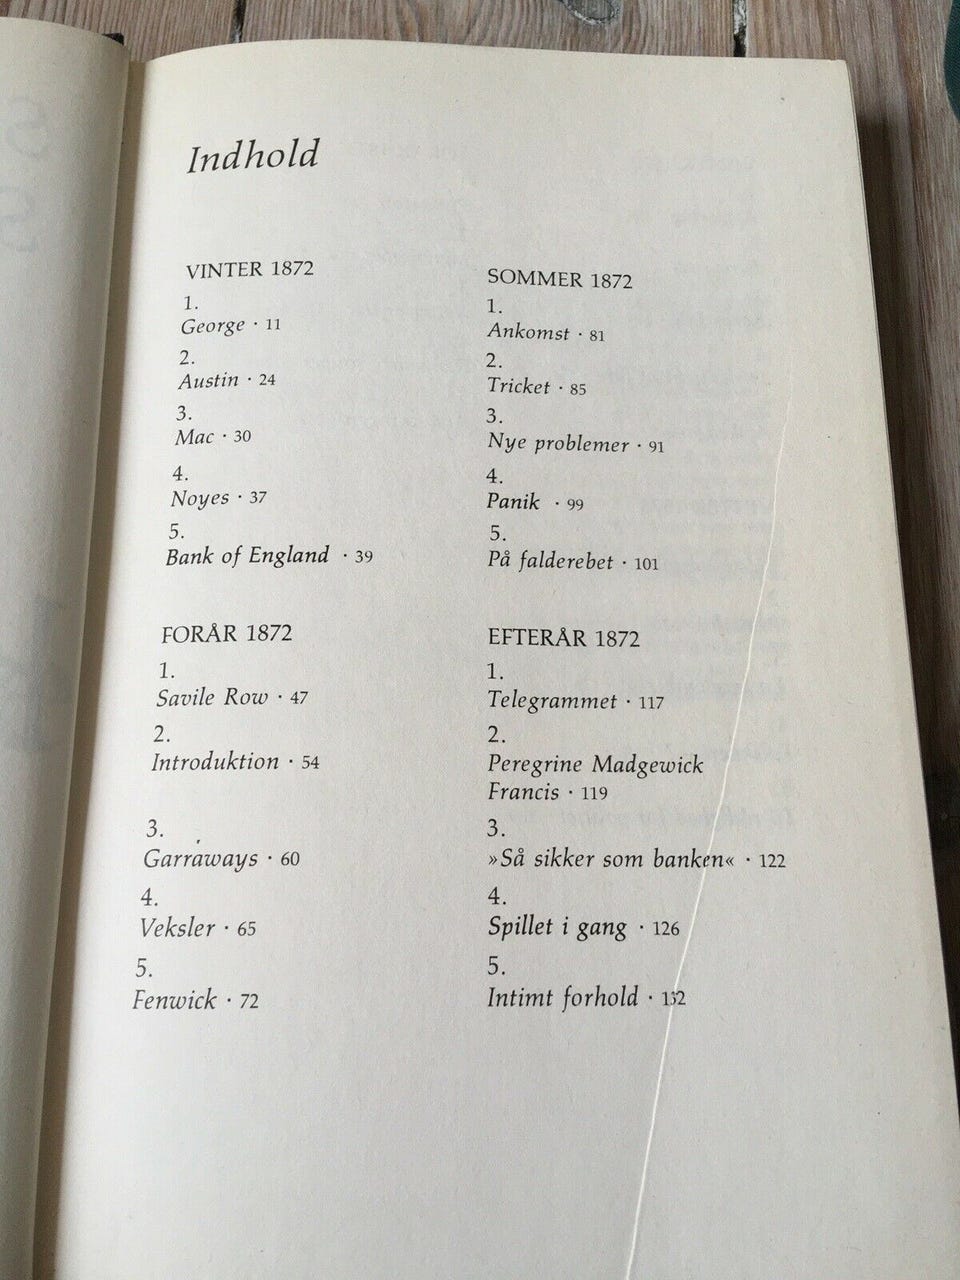 Indhold
VINTER 1872
1.
George · 11
2.
Austin · 24
3.
Mac · 30
4.
Noyes · 37
5.
Bank of England · 39
FORÅR 1872
1.
Savile Row · 47
2.
Introduktion · 54
3.
Garraways · 60
4.
Veksler · 65
5.
Fenwick · 72
SOMMER 1872
1.
Ankomst · 81
2.
Tricket · 85
3.
Nye problemer · 91
4.
Panik · 99
5.
På falderebet · 101
EFTERÅR 1872
1.
Telegrammet · 117
2.
Peregrine Madgewick
Francis · 119
3.
»Så sikker som banken« · 122
4.
Spillet i gang · 126
5.
Intimt forhold · 132